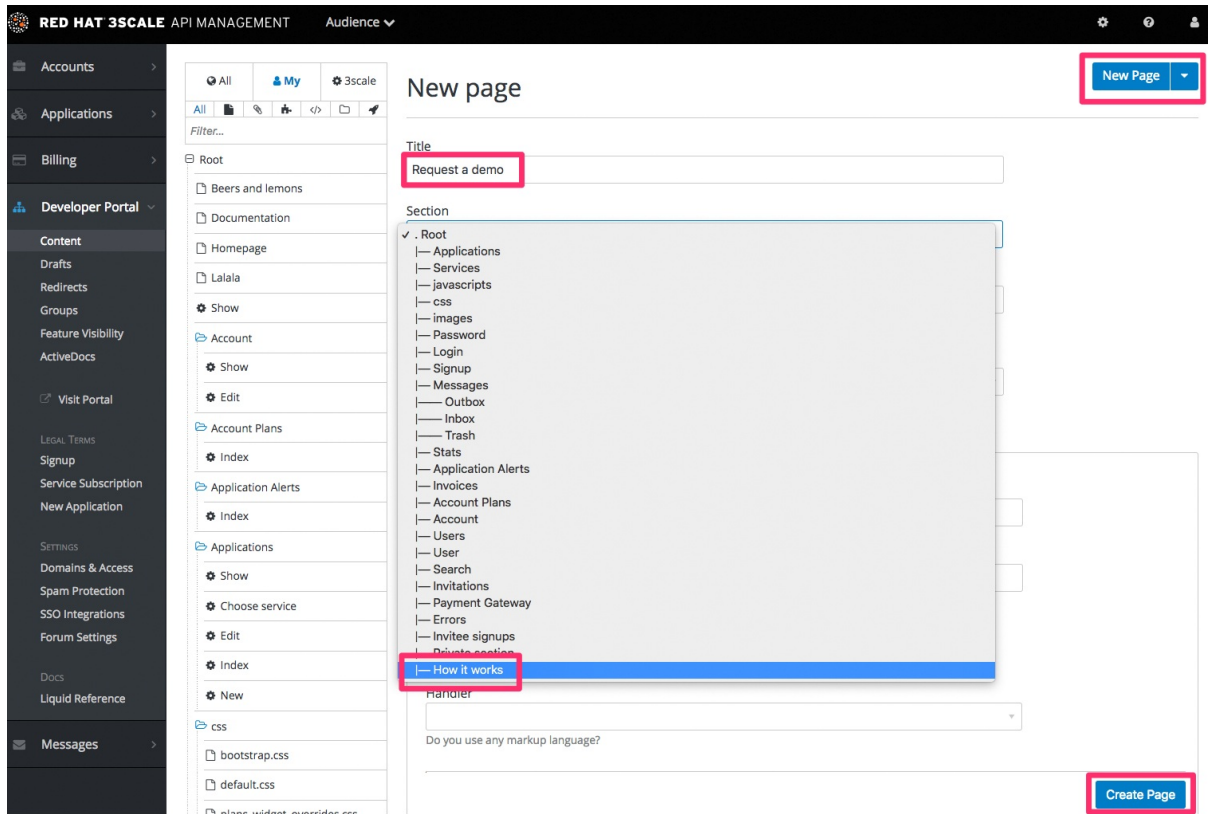 RED HAT 3SCALE API MANAGEMENT
Audience
Accounts
Applications
Billing
Developer Portal
Content
Drafts
Redirects
Groups
Feature Visibility
ActiveDocs
Visit Portal
LEGAL TERMS
Signup
Service Subscription
New Application
SETTINGS
Domains & Access
Spam Protection
SSO Integrations
Forum Settings
DOCS
Liquid Reference
Messages
All
My
3scale
All
</>
Filter...
Root
Beers and lemons
Documentation
Homepage
Lalala
Show
Account
Show
Edit
Account Plans
Index
Application Alerts
Index
Applications
Show
Choose service
Edit
Index
New
css
bootstrap.css
default.css
plans_widget_overrides.css
New page
New Page
Title
Request a demo
Section
✓ . Root
|— Applications
|— Services
|— javascripts
|— css
|— images
|— Password
|— Login
|— Signup
|— Messages
|—— Outbox
|—— Inbox
|—— Trash
|— Stats
|— Application Alerts
|— Invoices
|— Account Plans
|— Account
|— Users
|— User
|— Search
|— Invitations
|— Payment Gateway
|— Errors
|— Invitee signups
|— Private section
|— How it works
Handler
Do you use any markup language?
Create Page